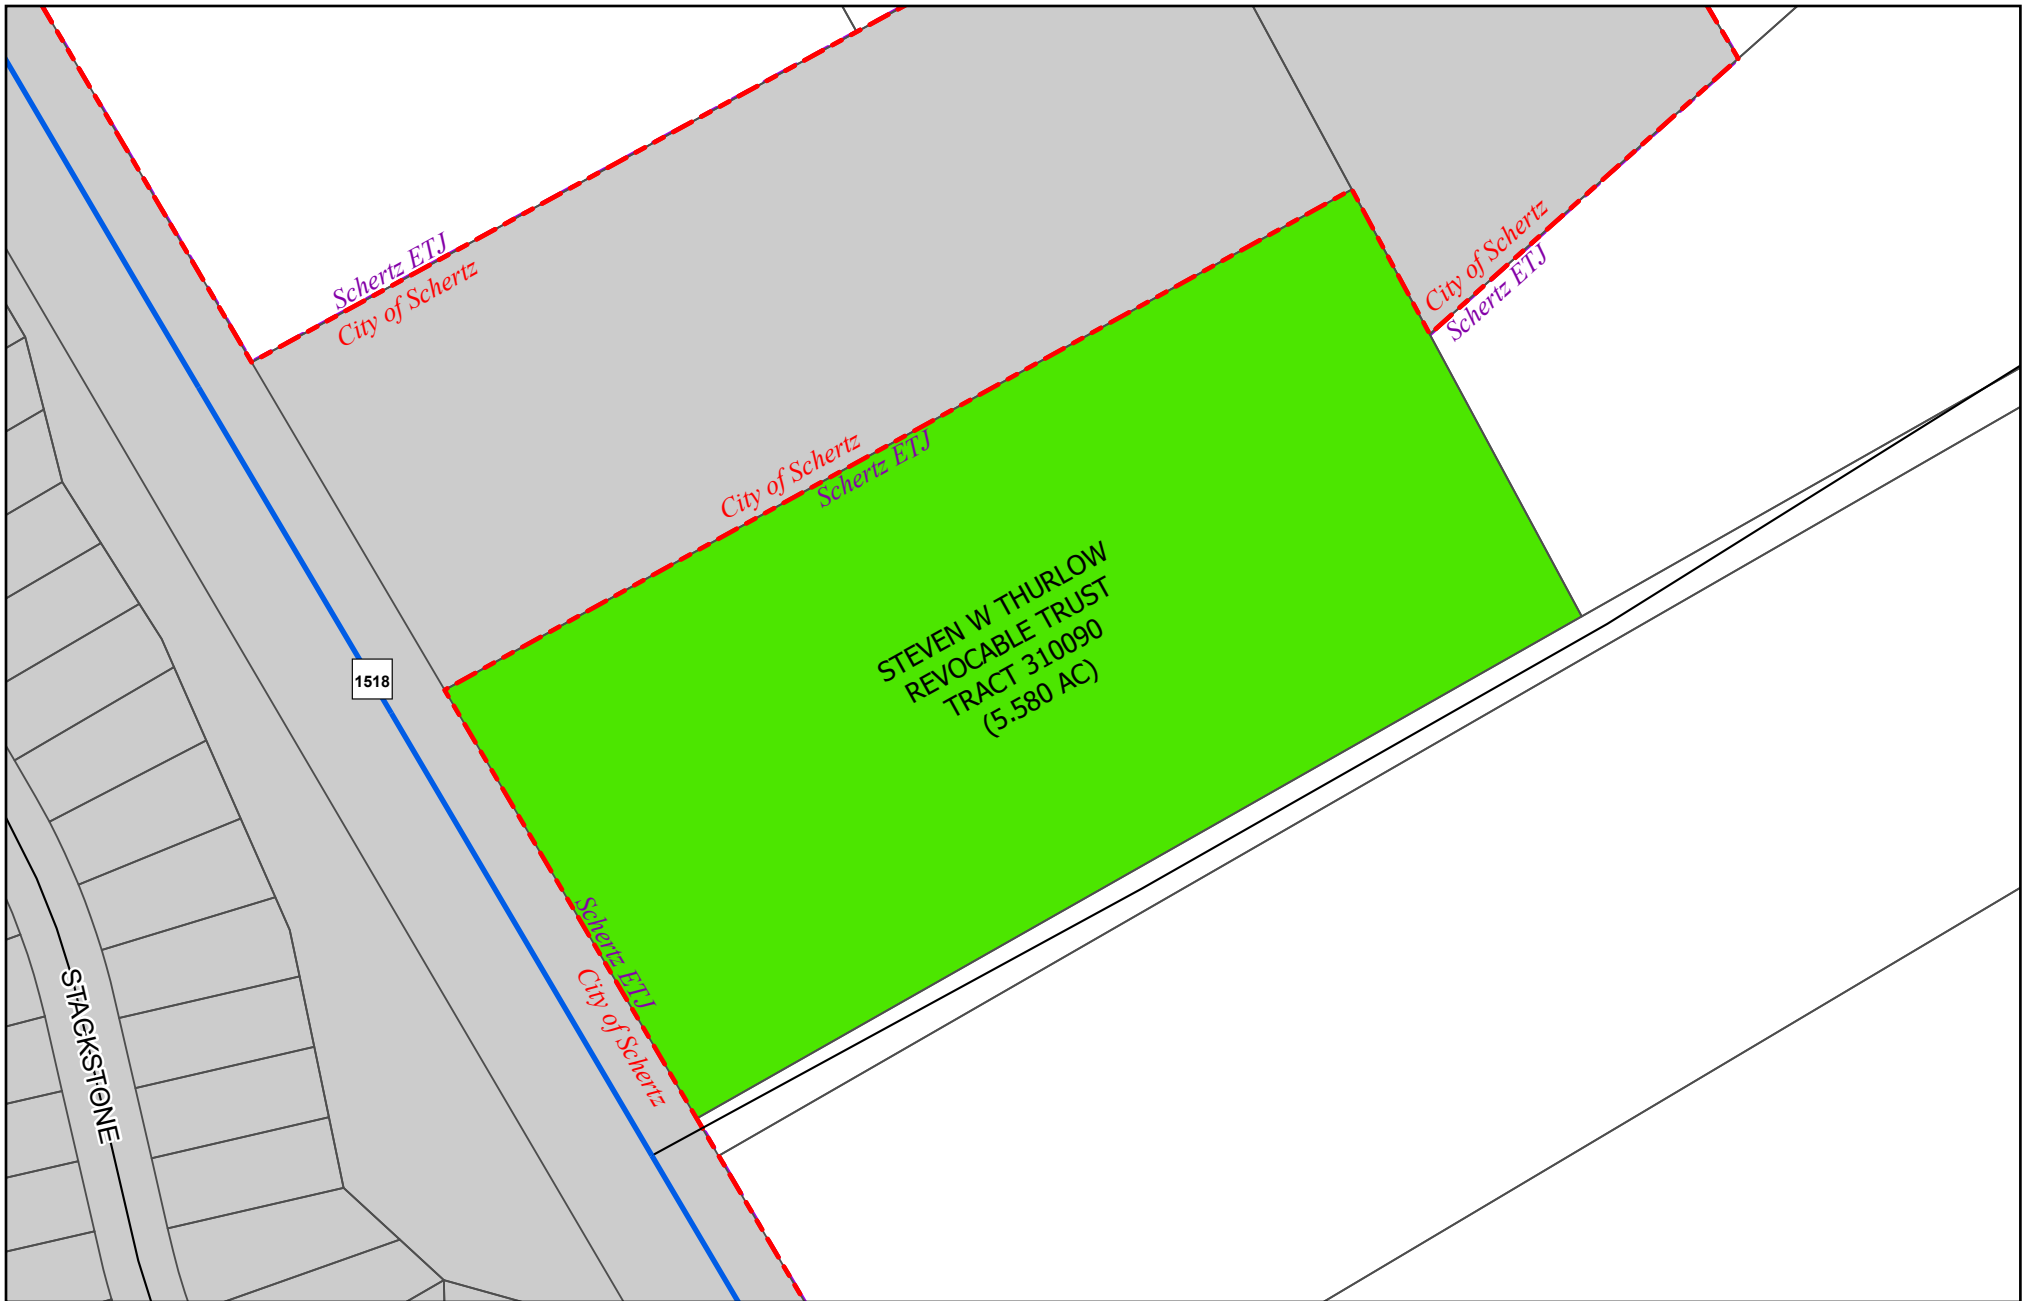 Schertz ETJ
City of Schertz
City of Schertz
Schertz ETJ
City of Schertz
Schertz ETJ
STEVEN W THURLOW
REVOCABLE TRUST
TRACT 310090
(5.580 AC)
1518
Schertz ETJ
City of Schertz
STACKSTONE